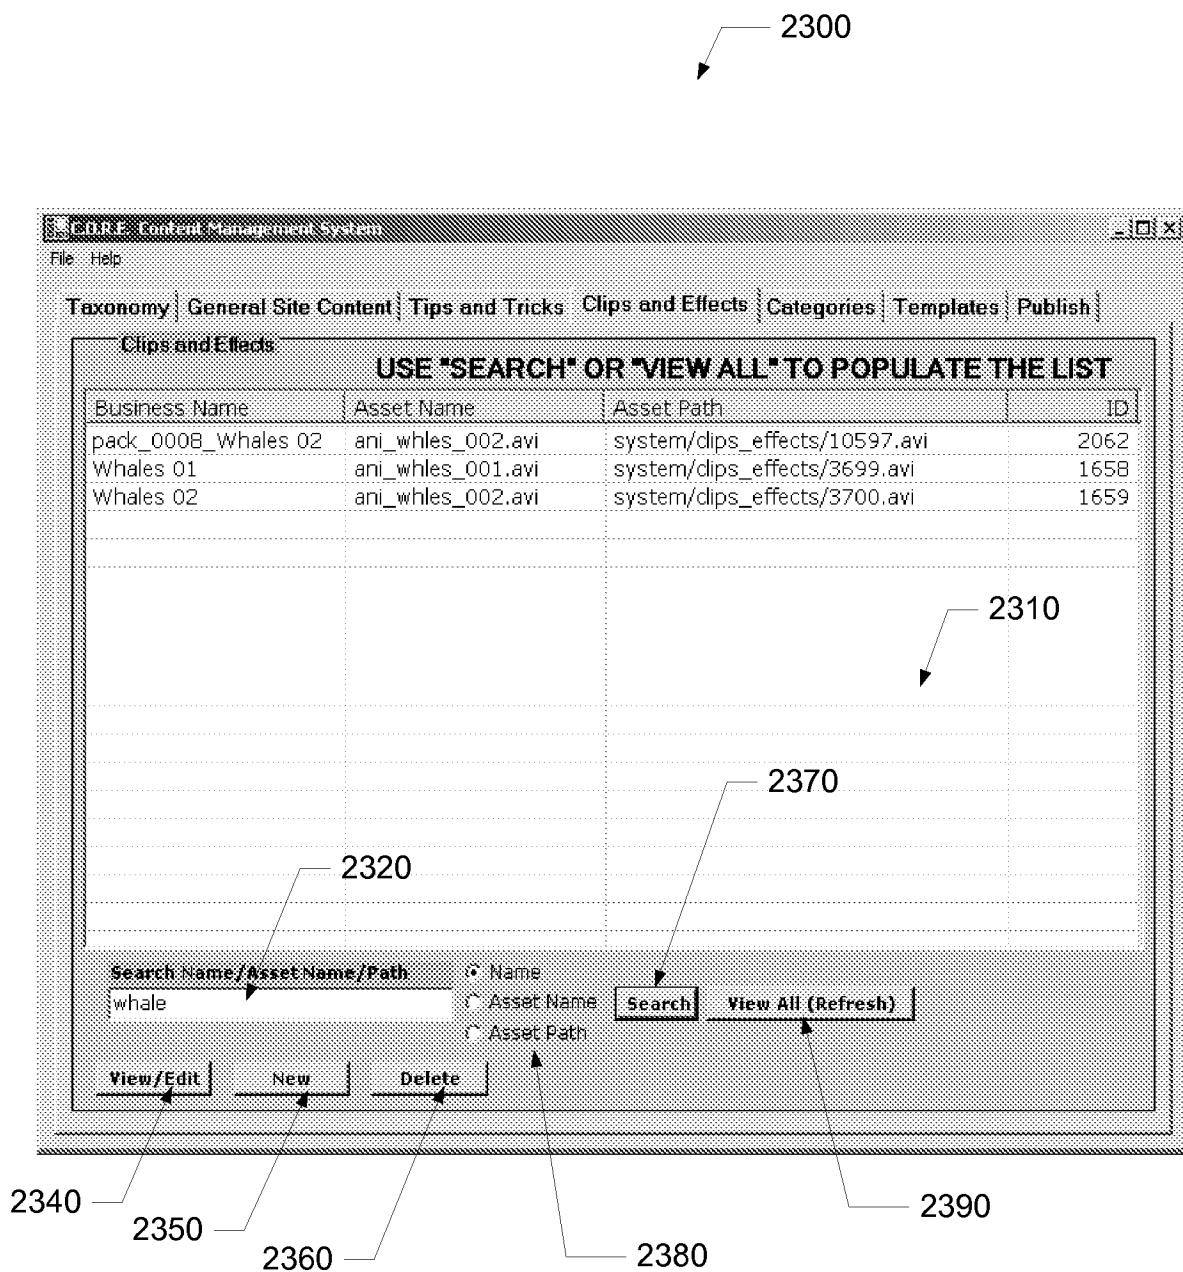 2300
C.O.R.E. Content Management System
File Help
Taxonomy General Site Content Tips and Tricks Clips and Effects Categories Templates Publish
Clips and Effects
USE "SEARCH" OR "VIEW ALL" TO POPULATE THE LIST
Business Name Asset Name Asset Path ID
pack_0008_Whales 02 ani_whles_002.avi system/clips_effects/10597.avi 2062
Whales 01 ani_whles_001.avi system/clips_effects/3699.avi 1658
Whales 02 ani_whles_002.avi system/clips_effects/3700.avi 1659
2310
2370
2320
Search Name/Asset Name/Path Name
whale Asset Name Search View All (Refresh)
Asset Path
View/Edit New Delete
2340
2350
2360
2380
2390